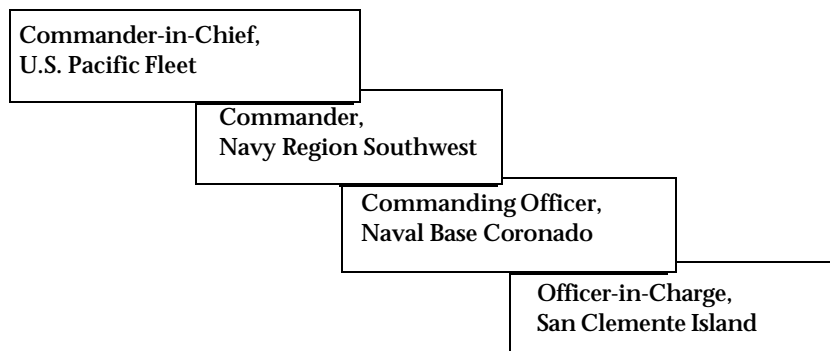 Commander-in-Chief,
U.S. Pacific Fleet
Commander,
Navy Region Southwest
Commanding Officer,
Naval Base Coronado
Officer-in-Charge,
San Clemente Island